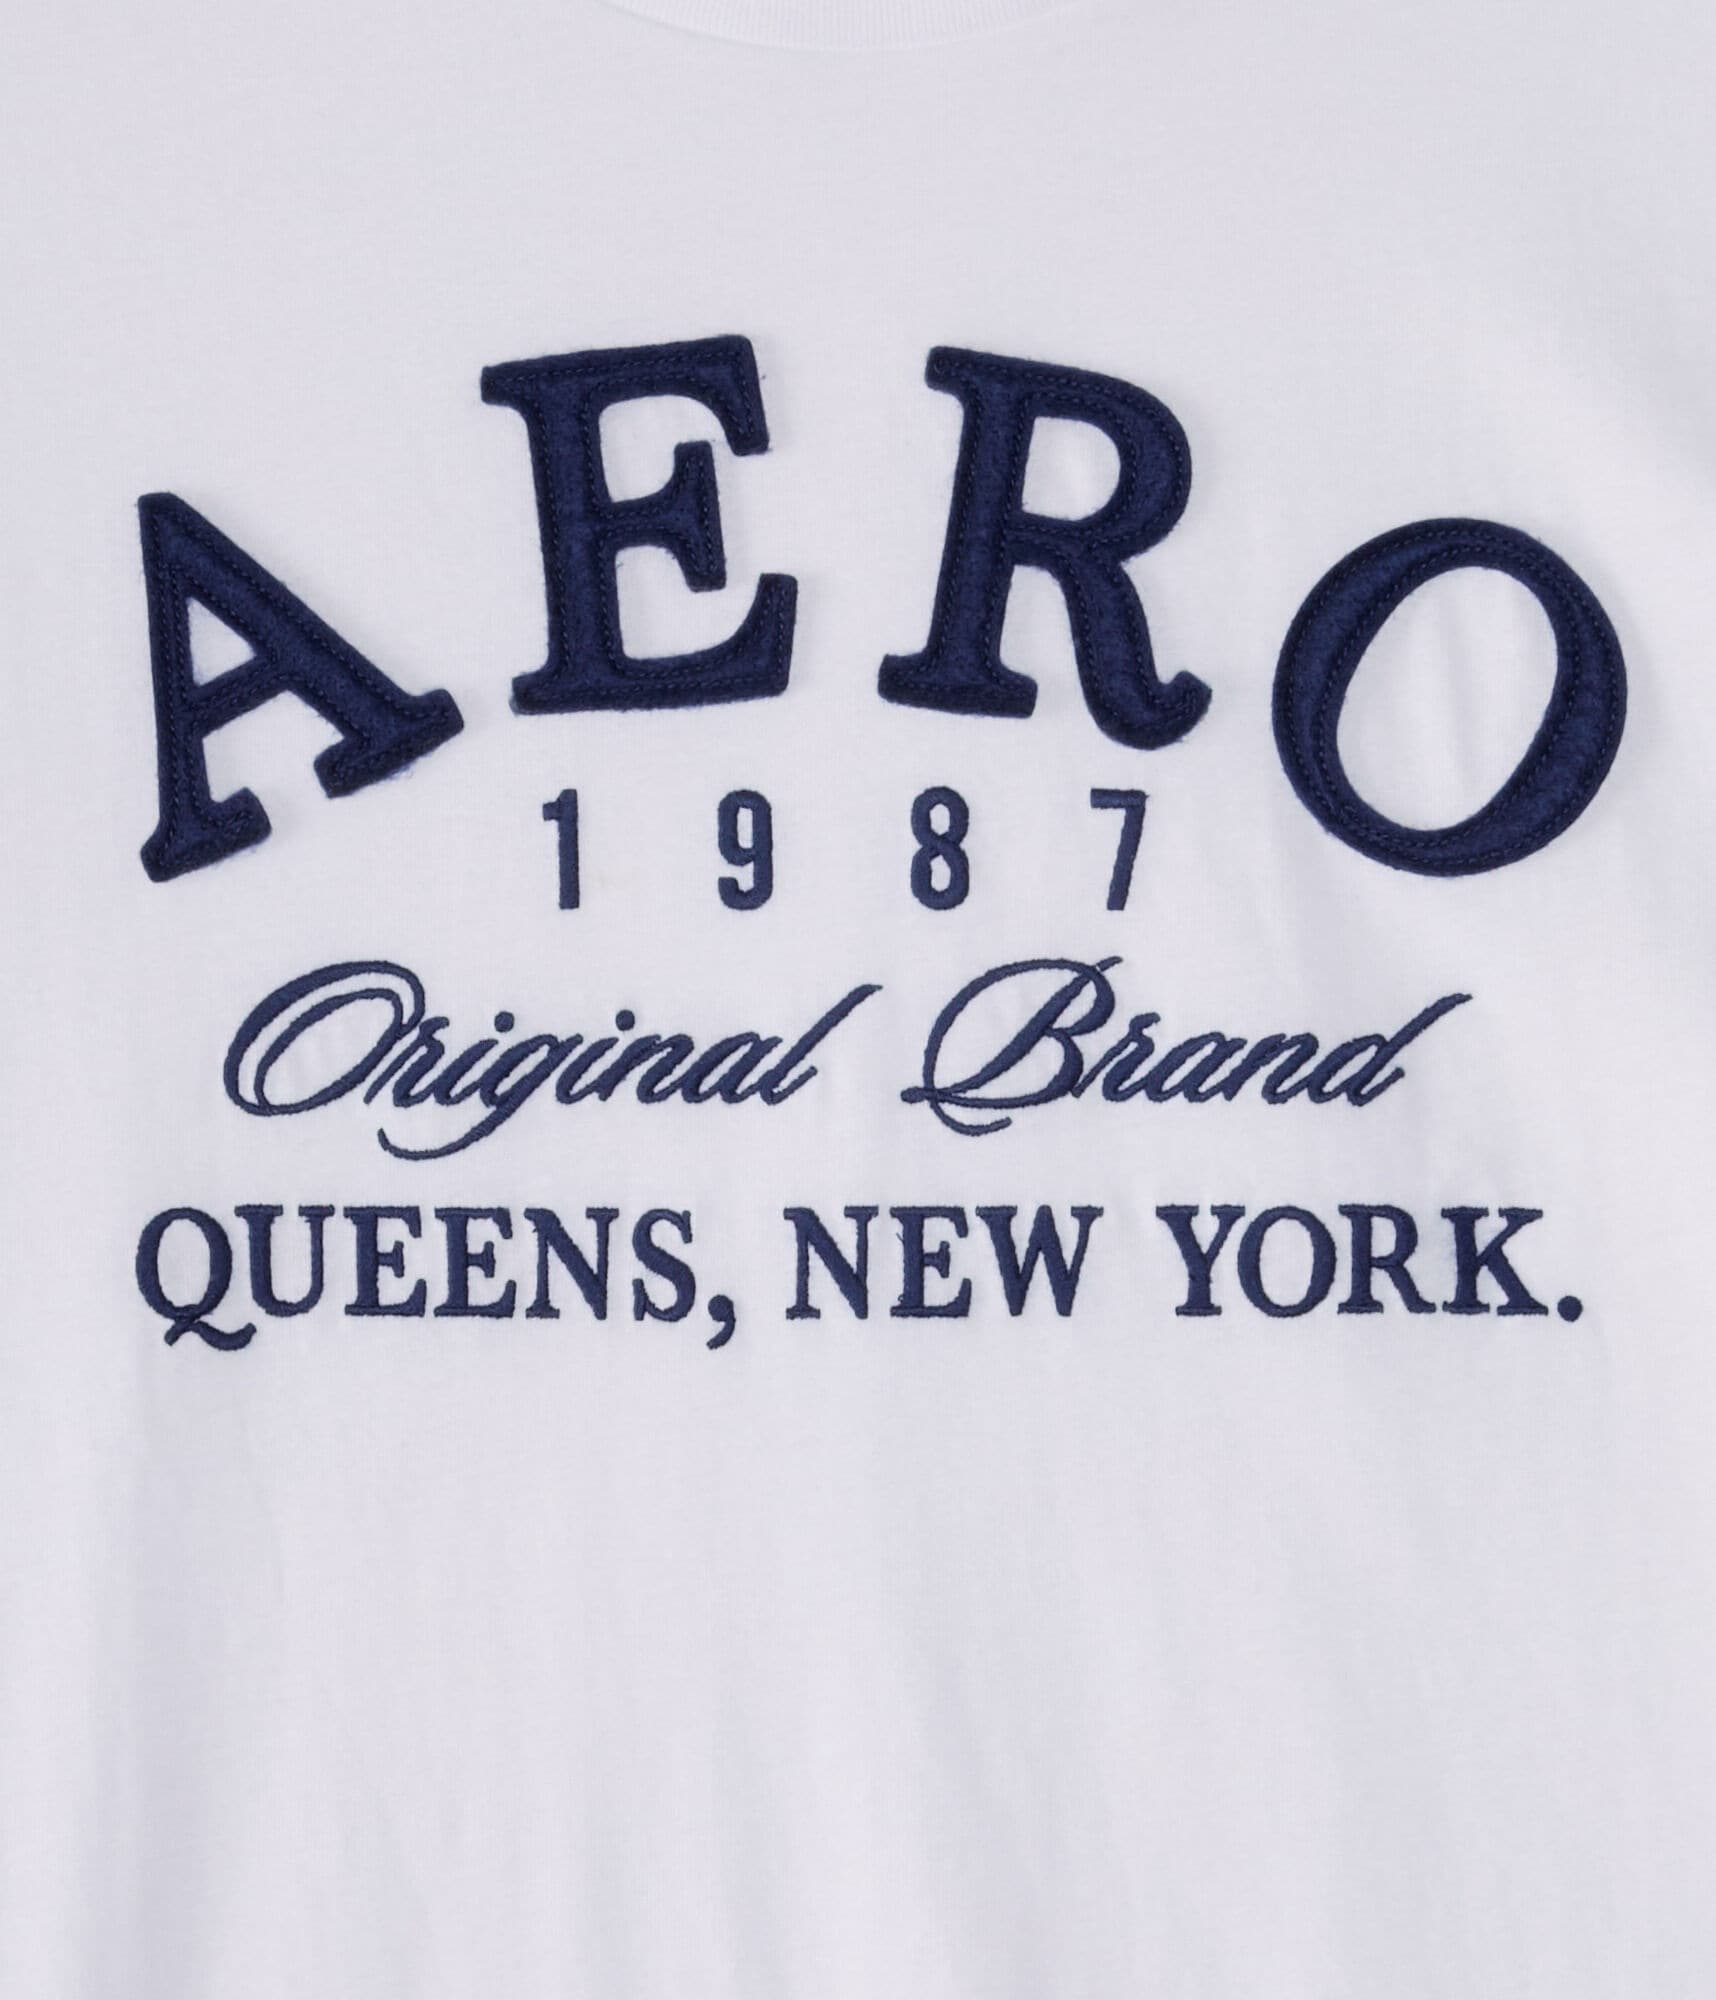 AERO
1987
Original Brand
QUEENS, NEW YORK.